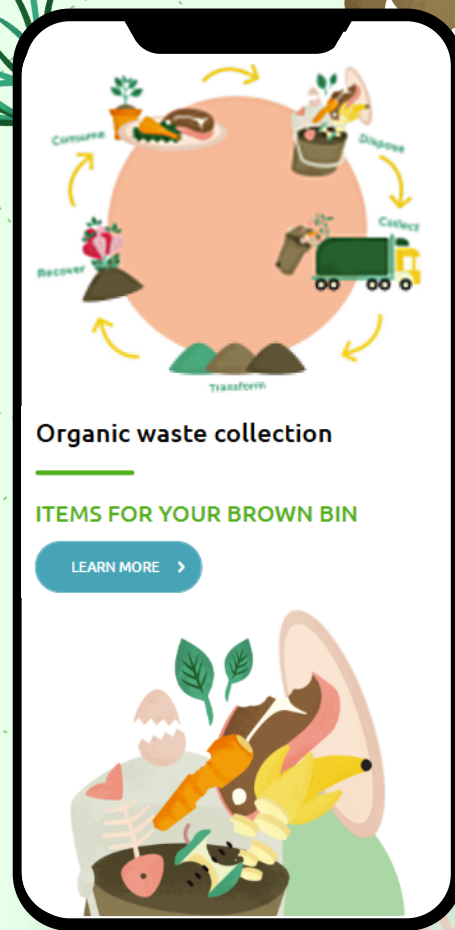 Consume
Dispose
Collect
Recover
Transform
Organic waste collection
ITEMS FOR YOUR BROWN BIN
LEARN MORE